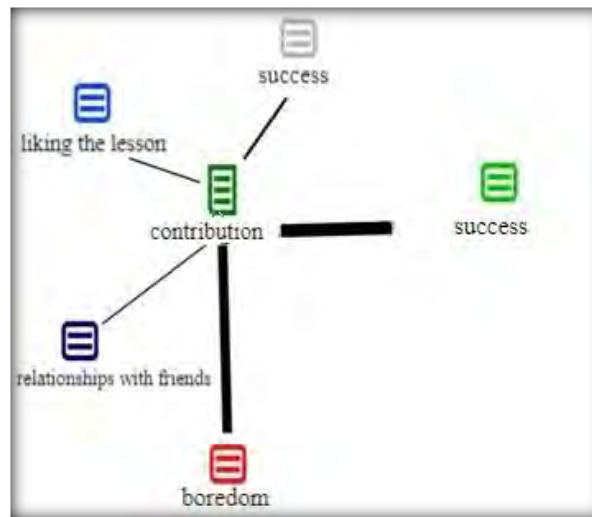 success
liking the lesson
contribution
success
relationships with friends
boredom